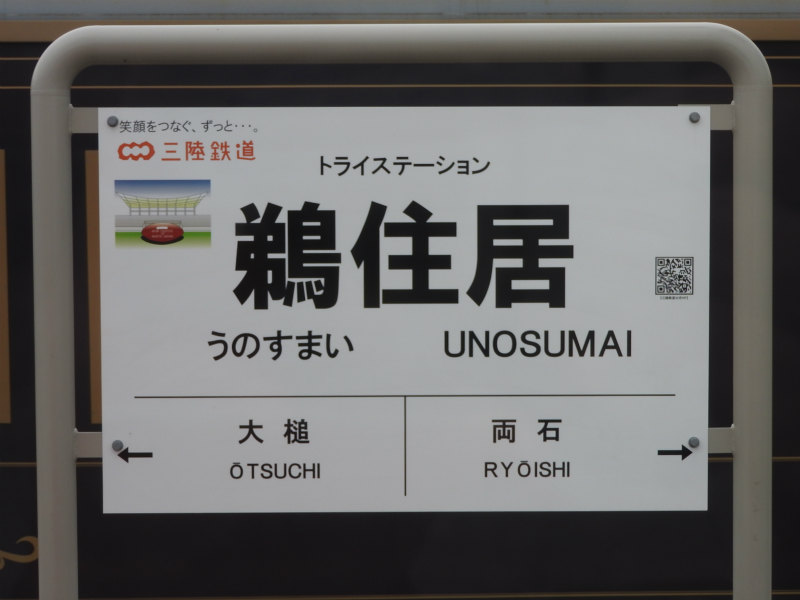 笑顔をつなぐ、ずっと・・・。
三陸鉄道
トライステーション
鵜住居
うのすまい UNOSUMAI
大槌 両石
ŌTSUCHI RYŌISHI